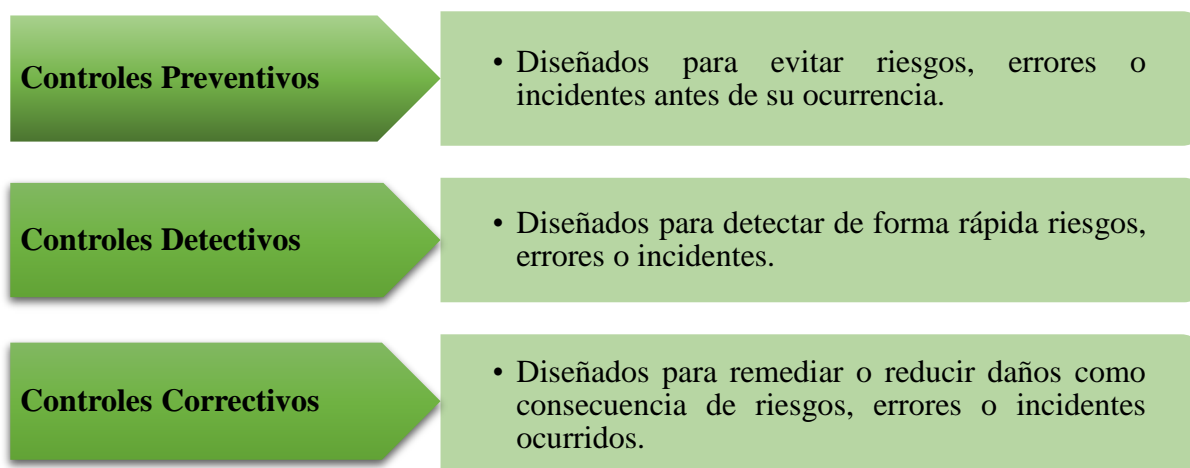 Controles Preventivos
• Diseñados para evitar riesgos, errores o
incidentes antes de su ocurrencia.
Controles Detectivos
• Diseñados para detectar de forma rápida riesgos,
errores o incidentes.
Controles Correctivos
• Diseñados para remediar o reducir daños como
consecuencia de riesgos, errores o incidentes
ocurridos.